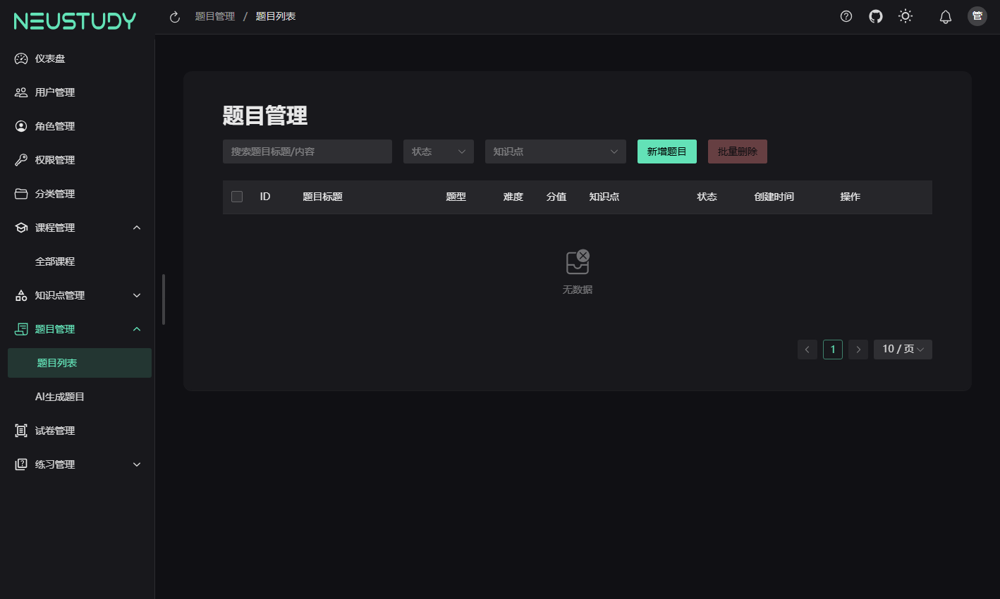 NEUSTUDY
题目管理 / 题目列表
管
仪表盘
用户管理
角色管理
权限管理
分类管理
课程管理
全部课程
知识点管理
题目管理
题目列表
AI生成题目
试卷管理
练习管理
题目管理
搜索题目标题/内容 状态 知识点 新增题目 批量删除
ID 题目标题 题型 难度 分值 知识点 状态 创建时间 操作
无数据
1 10 / 页